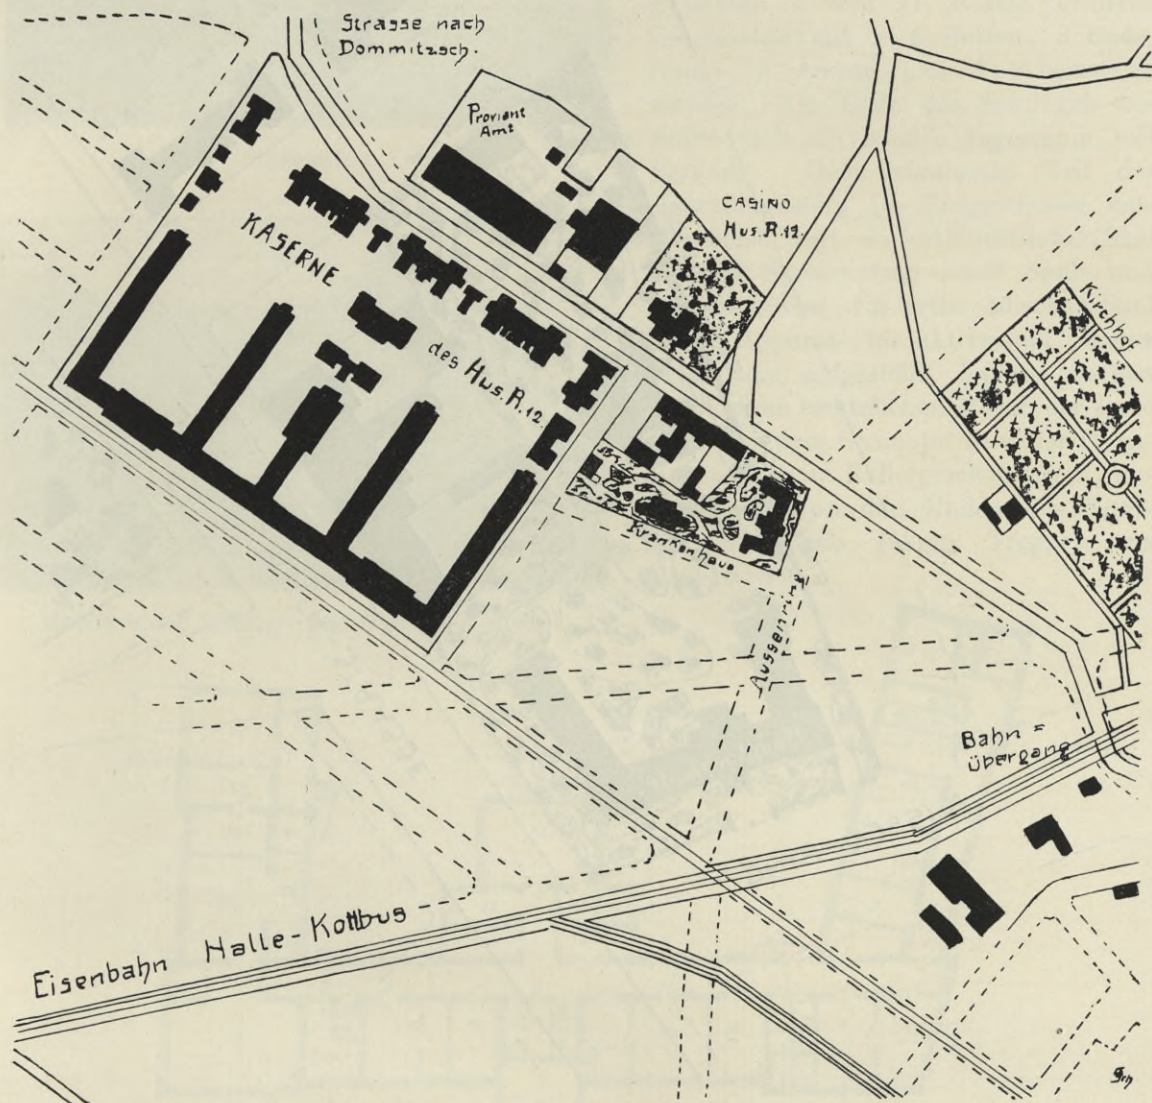 Strasse nach
Dommitzsch.
Proviant
Amt
CASINO
Hus.R.12.
KASERNE
des Hus.R.12.
Kirchhof
Krankenhaus
Aussenring
Bahn=
übergang
Eisenbahn Halle-Kottbus